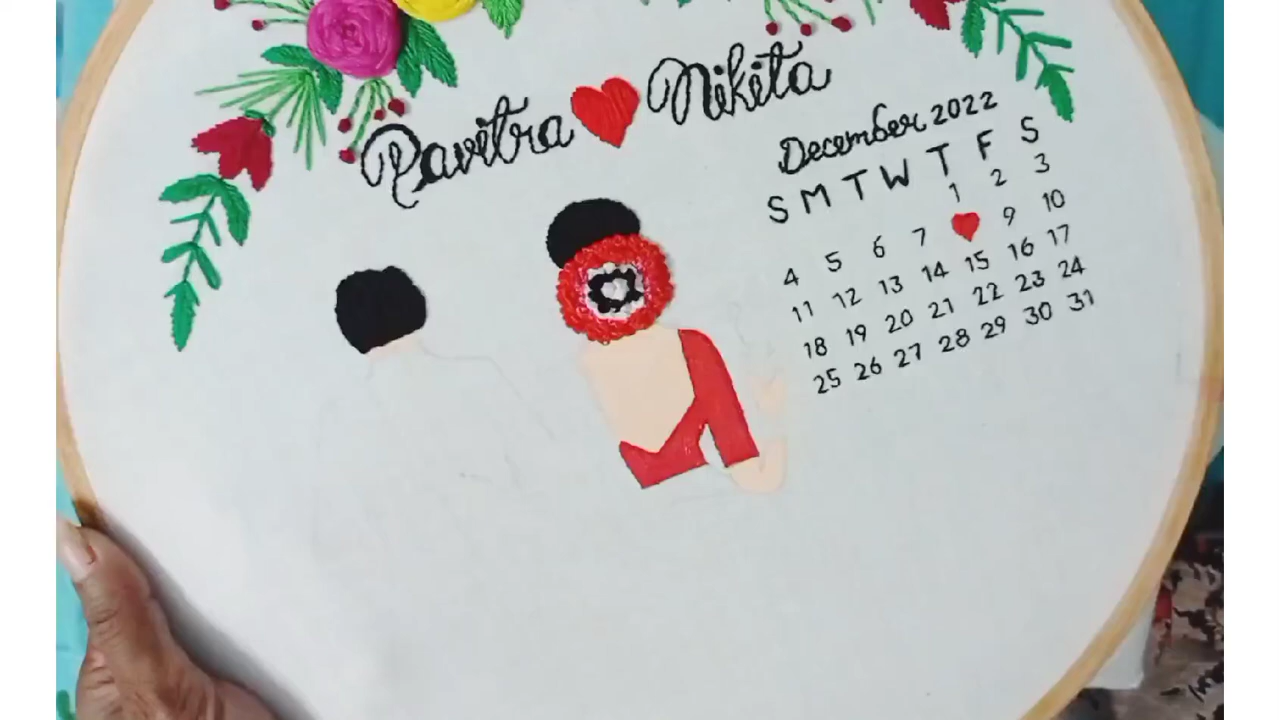 Pavitra ❤ Nikita
December 2022
S M T W T F S
1 2 3
4 5 6 7 ❤ 9 10
11 12 13 14 15 16 17
18 19 20 21 22 23 24
25 26 27 28 29 30 31